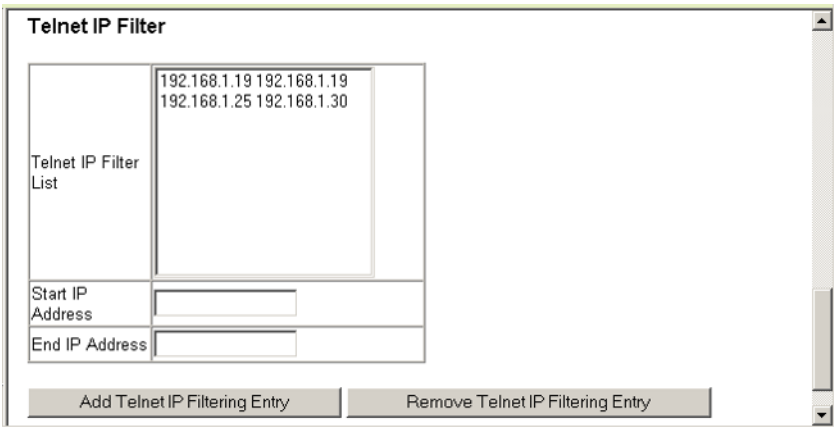 Telnet IP Filter
192.168.1.19 192.168.1.19
192.168.1.25 192.168.1.30
Telnet IP Filter
List
Start IP
Address
End IP Address
Add Telnet IP Filtering Entry
Remove Telnet IP Filtering Entry